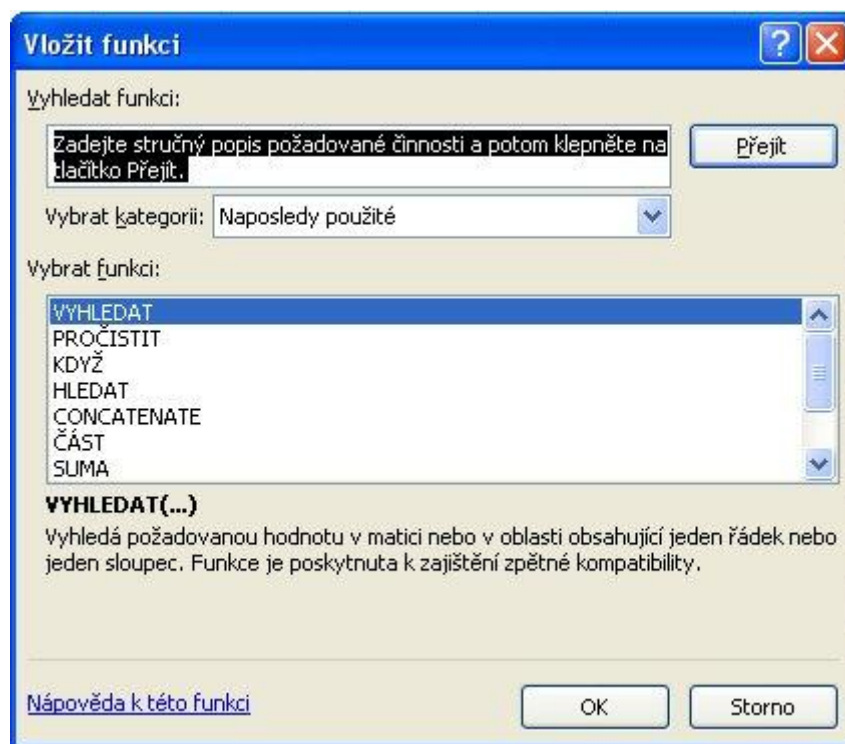 Vložit funkci
Vyhledat funkci:
Zadejte stručný popis požadované činnosti a potom klepněte na
tlačítko Přejít.
Přejít
Vybrat kategorii: Naposledy použité
Vybrat funkci:
VYHLEDAT
PROČISTIT
KDYŽ
HLEDAT
CONCATENATE
ČÁST
SUMA
VYHLEDAT(...)
Vyhledá požadovanou hodnotu v matici nebo v oblasti obsahující jeden řádek nebo
jeden sloupec. Funkce je poskytnuta k zajištění zpětné kompatibility.
Nápověda k této funkci
OK
Storno